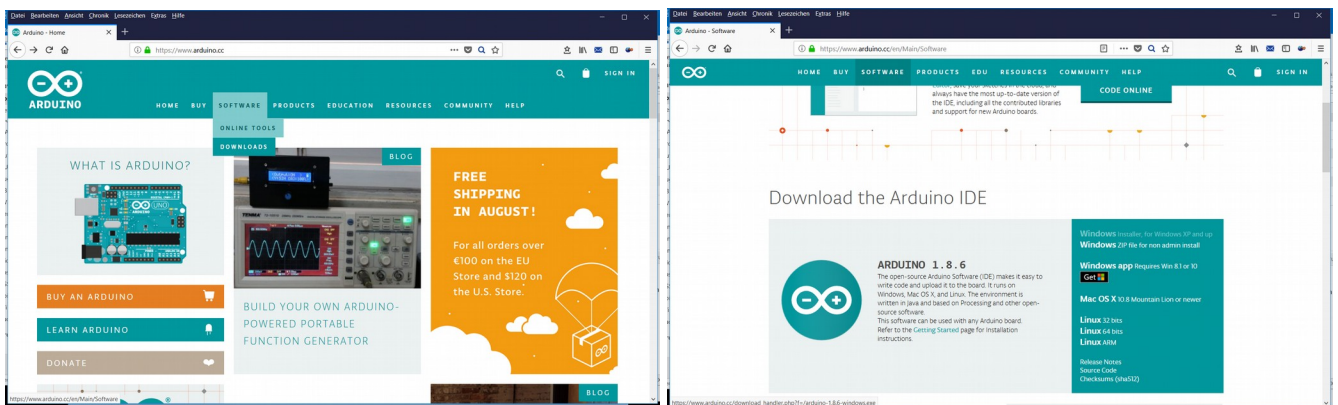 Datei Bearbeiten Ansicht Chronik Lesezeichen Extras Hilfe
Arduino - Home
https://www.arduino.cc
SIGN IN
ARDUINO
HOME BUY SOFTWARE PRODUCTS EDUCATION RESOURCES COMMUNITY HELP
ONLINE TOOLS
DOWNLOADS
WHAT IS ARDUINO?
UNO
BUY AN ARDUINO
LEARN ARDUINO
DONATE
BLOG
BUILD YOUR OWN ARDUINO-
POWERED PORTABLE
FUNCTION GENERATOR
FREE
SHIPPING
IN AUGUST!
For all orders over
€100 on the EU
Store and $120 on
the U.S. Store.
BLOG
https://www.arduino.cc/en/Main/Software
Datei Bearbeiten Ansicht Chronik Lesezeichen Extras Hilfe
Arduino - Software
https://www.arduino.cc/en/Main/Software
HOME BUY SOFTWARE PRODUCTS EDU RESOURCES COMMUNITY HELP
SIGN IN
always have the most up-to-date version of
the IDE, including all the contributed libraries
and support for new Arduino boards.
CODE ONLINE
Download the Arduino IDE
ARDUINO 1.8.6
The open-source Arduino Software (IDE) makes it easy to
write code and upload it to the board. It runs on
Windows, Mac OS X, and Linux. The environment is
written in Java and based on Processing and other open-
source software.
This software can be used with any Arduino board.
Refer to the Getting Started page for Installation
instructions.
Windows Installer, for Windows XP and up
Windows ZIP file for non admin install
Windows app Requires Win 8.1 or 10
Get
Mac OS X 10.8 Mountain Lion or newer
Linux 32 bits
Linux 64 bits
Linux ARM
Release Notes
Source Code
Checksums (sha512)
https://www.arduino.cc/download_handler.php?f=/arduino-1.8.6-windows.exe